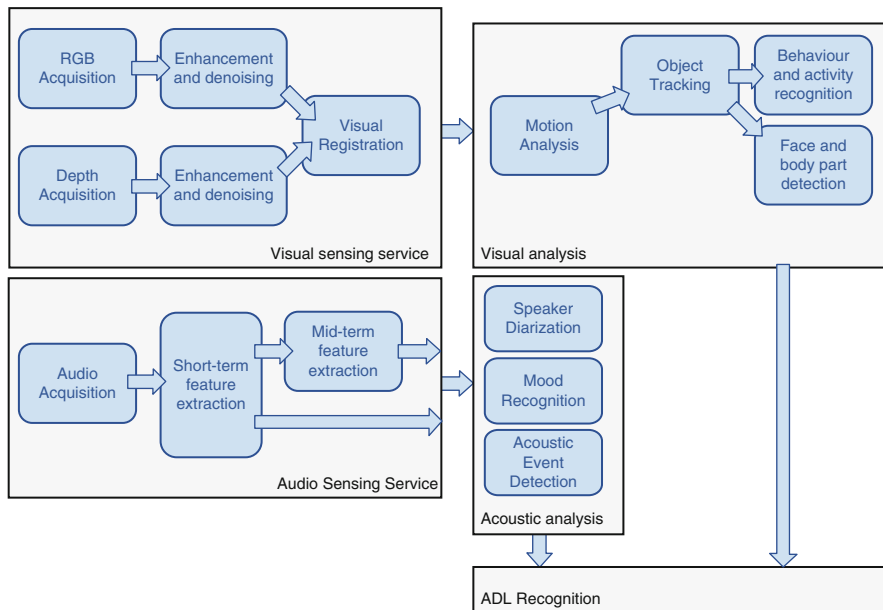 RGB
Acquisition
Enhancement
and denoising
Visual
Registration
Depth
Acquisition
Enhancement
and denoising
Visual sensing service
Motion
Analysis
Object
Tracking
Behaviour
and activity
recognition
Face and
body part
detection
Visual analysis
Audio
Acquisition
Short-term
feature
extraction
Mid-term
feature
extraction
Audio Sensing Service
Speaker
Diarization
Mood
Recognition
Acoustic
Event
Detection
Acoustic analysis
ADL Recognition